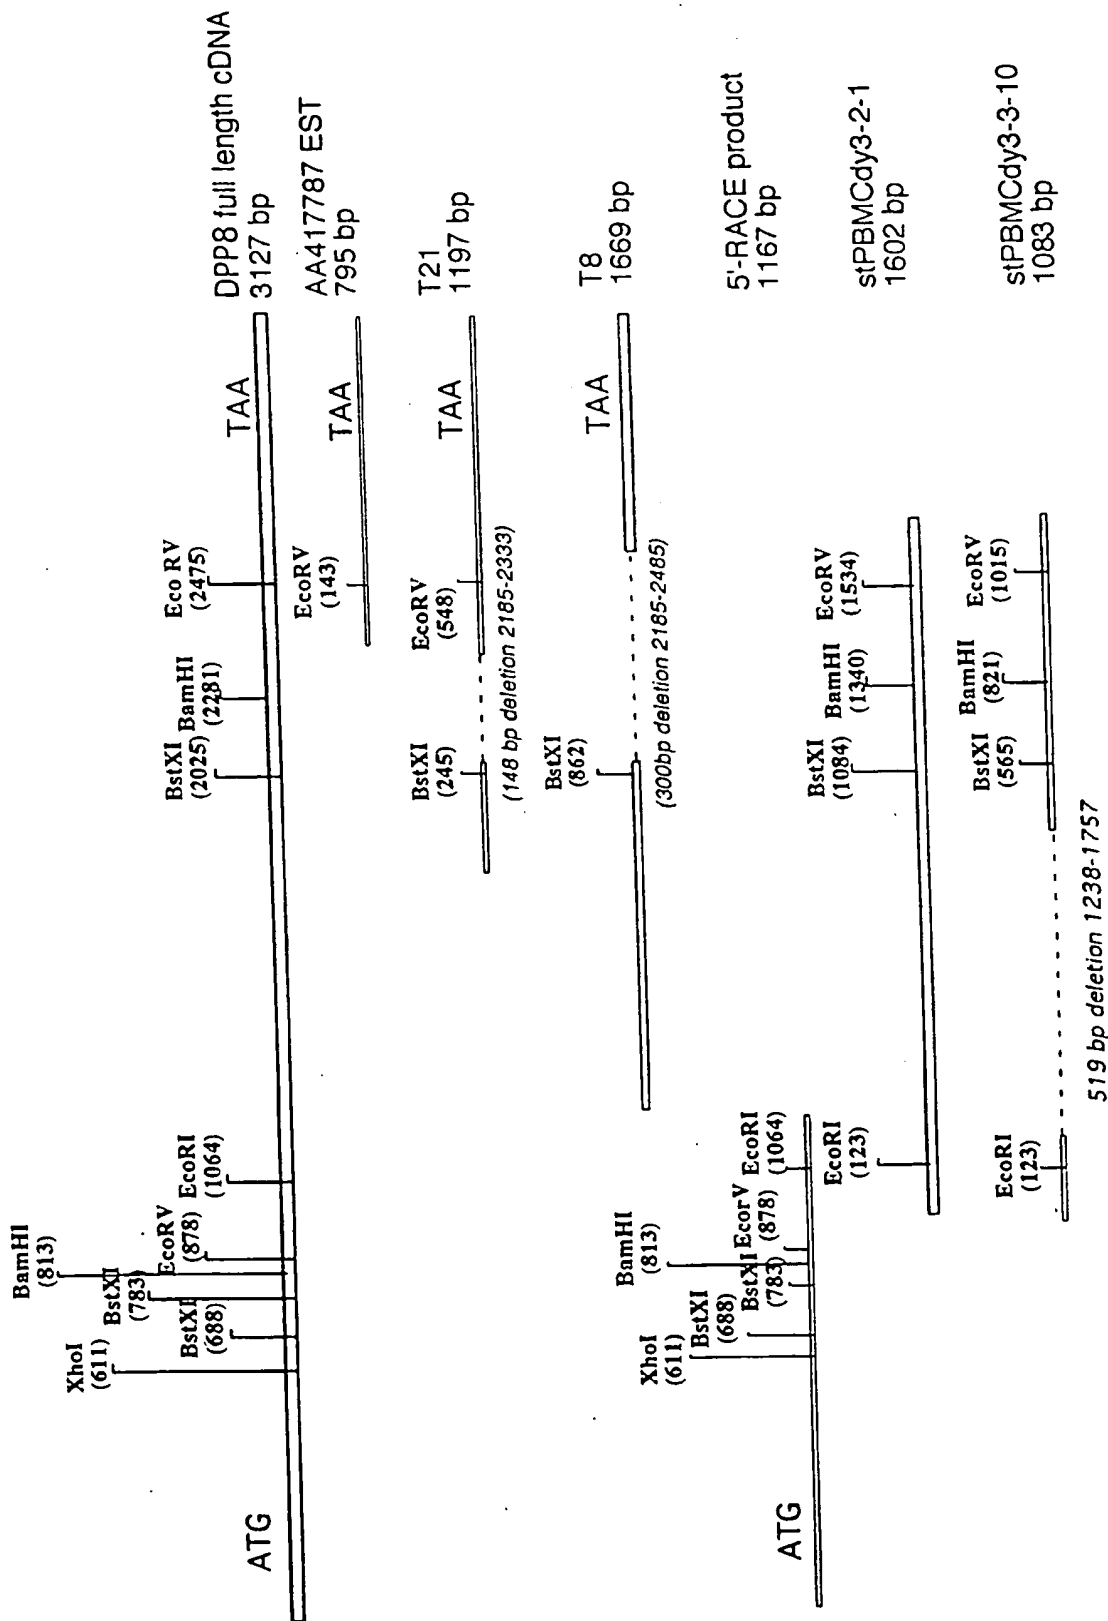 DPP8 full length cDNA
3127 bp
BamHI
(813)
XhoI
(611)
BstXI
(688)
BstXII
(783)
EcoRV
(878)
EcoRI
(1064)
BstXI
(2025)
BamHI
(2281)
Eco RV
(2475)
ATG
TAA
AA417787 EST
795 bp
EcoRV
(143)
TAA
T21
1197 bp
BstXI
(245)
EcoRV
(548)
TAA
(148 bp deletion 2185-2333)
T8
1669 bp
BstXI
(862)
TAA
(300bp deletion 2185-2485)
5'-RACE product
1167 bp
XhoI
(611)
BstXI
(688)
BamHI
(813)
BstXI
(783)
EcorV
(878)
EcoRI
(1064)
ATG
stPBMCdy3-2-1
1602 bp
EcoRI
(123)
BstXI
(1084)
BamHI
(1340)
EcoRV
(1534)
stPBMCdy3-3-10
1083 bp
EcoRI
(123)
BstXI
(565)
BamHI
(821)
EcoRV
(1015)
519 bp deletion 1238-1757